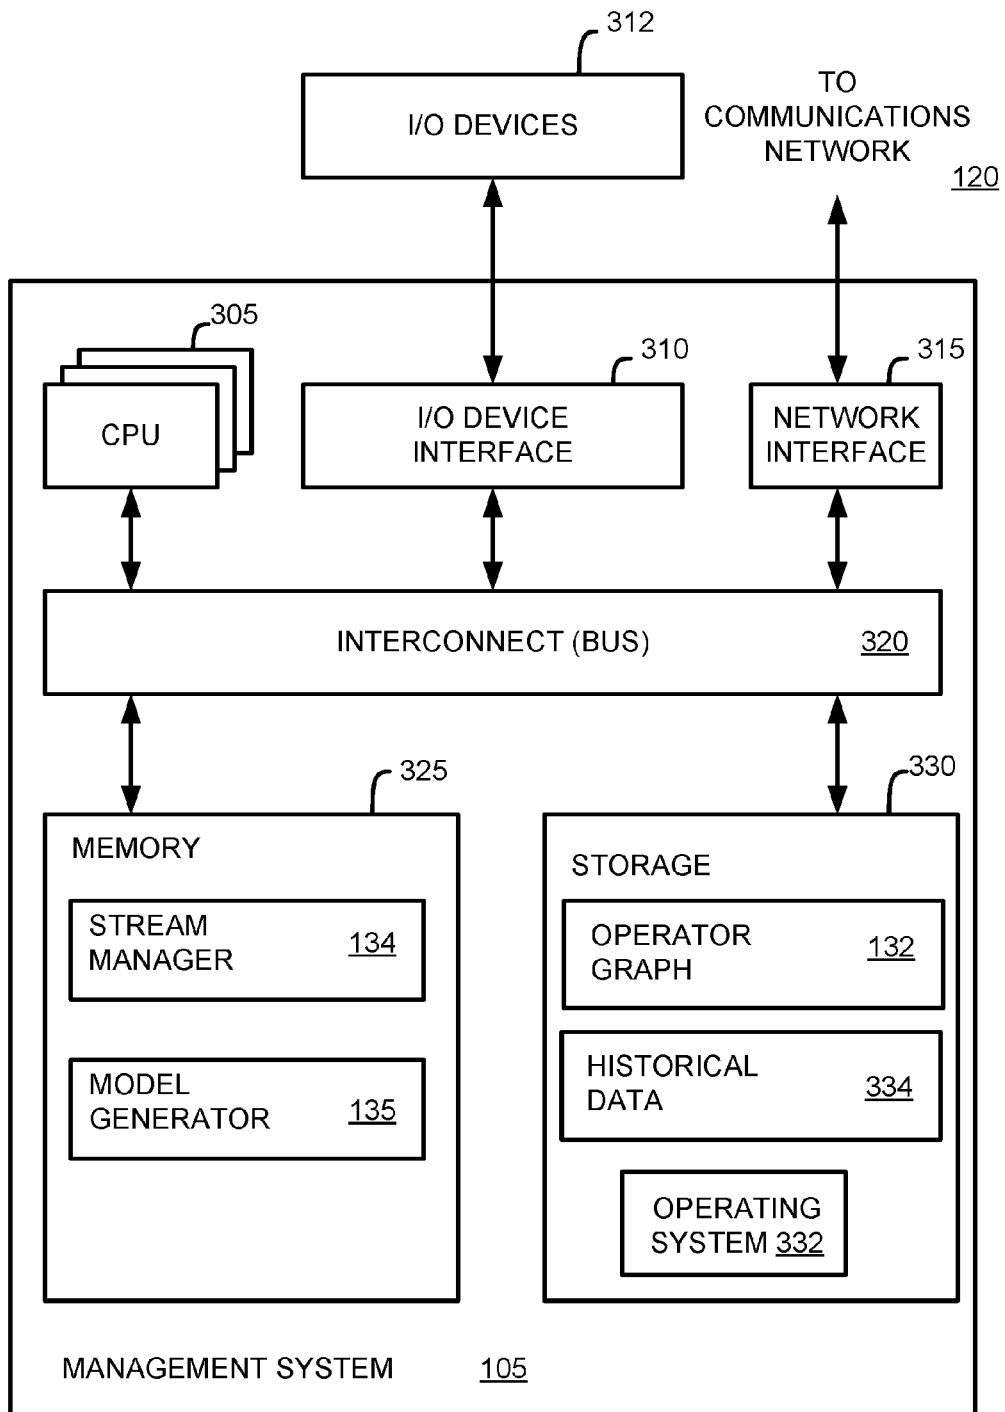 312
I/O DEVICES
TO
COMMUNICATIONS
NETWORK
120
305
CPU
310
I/O DEVICE
INTERFACE
315
NETWORK
INTERFACE
INTERCONNECT (BUS) 320
325
MEMORY
STREAM
MANAGER 134
MODEL
GENERATOR 135
330
STORAGE
OPERATOR
GRAPH 132
HISTORICAL
DATA 334
OPERATING
SYSTEM 332
MANAGEMENT SYSTEM 105